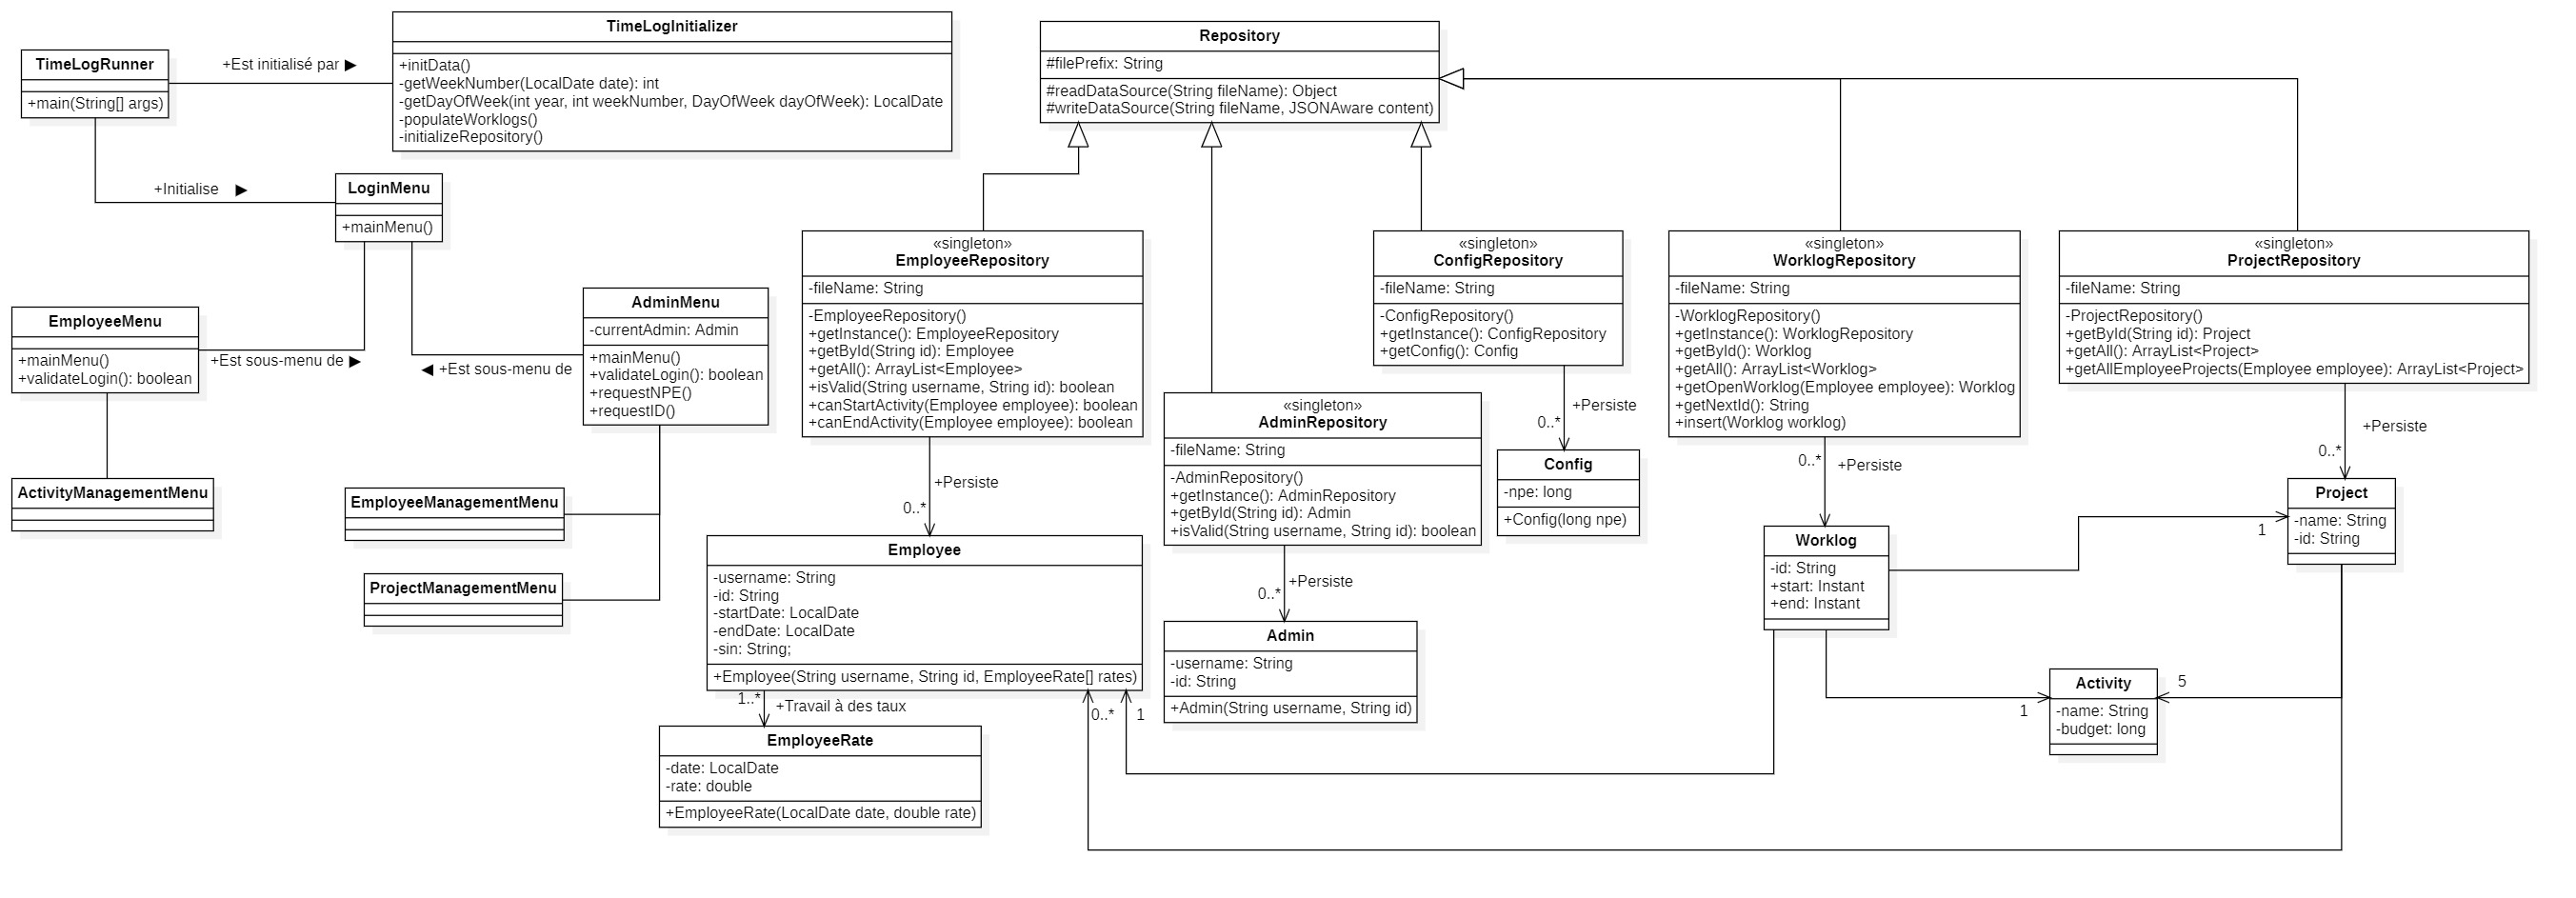 TimeLogRunner
+main(String[] args)
+Est initialisé par ▶
TimeLogInitializer
+initData()
-getWeekNumber(LocalDate date): int
-getDayOfWeek(int year, int weekNumber, DayOfWeek dayOfWeek): LocalDate
-populateWorklogs()
-initializeRepository()
Repository
#filePrefix: String
#readDataSource(String fileName): Object
#writeDataSource(String fileName, JSONAware content)
+Initialise ▶
LoginMenu
+mainMenu()
EmployeeMenu
+mainMenu()
+validateLogin(): boolean
+Est sous-menu de ▶
◀ +Est sous-menu de
AdminMenu
-currentAdmin: Admin
+mainMenu()
+validateLogin(): boolean
+requestNPE()
+requestID()
ActivityManagementMenu
EmployeeManagementMenu
ProjectManagementMenu
«singleton»
EmployeeRepository
-fileName: String
-EmployeeRepository()
+getInstance(): EmployeeRepository
+getById(String id): Employee
+getAll(): ArrayList<Employee>
+isValid(String username, String id): boolean
+canStartActivity(Employee employee): boolean
+canEndActivity(Employee employee): boolean
+Persiste
0..*
«singleton»
AdminRepository
-fileName: String
-AdminRepository()
+getInstance(): AdminRepository
+getById(String id): Admin
+isValid(String username, String id): boolean
+Persiste
0..*
«singleton»
ConfigRepository
-fileName: String
-ConfigRepository()
+getInstance(): ConfigRepository
+getConfig(): Config
+Persiste
0..*
Config
-npe: long
+Config(long npe)
«singleton»
WorklogRepository
-fileName: String
-WorklogRepository()
+getInstance(): WorklogRepository
+getById(): Worklog
+getAll(): ArrayList<Worklog>
+getOpenWorklog(Employee employee): Worklog
+getNextId(): String
+insert(Worklog worklog)
0..*
+Persiste
«singleton»
ProjectRepository
-fileName: String
-ProjectRepository()
+getById(String id): Project
+getAll(): ArrayList<Project>
+getAllEmployeeProjects(Employee employee): ArrayList<Project>
+Persiste
0..*
Project
-name: String
-id: String
1
Worklog
-id: String
+start: Instant
+end: Instant
Employee
-username: String
-id: String
-startDate: LocalDate
-endDate: LocalDate
-sin: String;
+Employee(String username, String id, EmployeeRate[] rates)
1..*
+Travail à des taux
0..*
1
Admin
-username: String
-id: String
+Admin(String username, String id)
EmployeeRate
-date: LocalDate
-rate: double
+EmployeeRate(LocalDate date, double rate)
Activity
-name: String
-budget: long
1
5